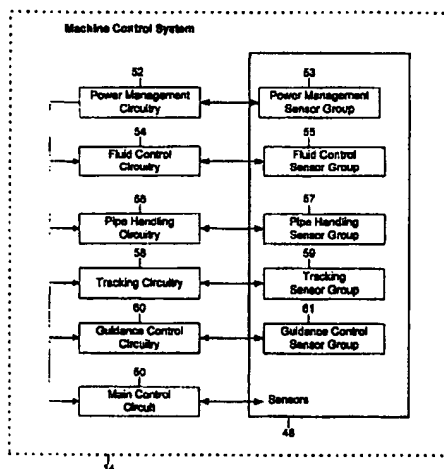 Machine Control System
52
Power Management
Circuitry
53
Power Management
Sensor Group
54
Fluid Control
Circuitry
55
Fluid Control
Sensor Group
56
Pipe Handling
Circuitry
57
Pipe Handling
Sensor Group
58
Tracking Circuitry
59
Tracking
Sensor Group
60
Guidance Control
Circuitry
61
Guidance Control
Sensor Group
50
Main Control
Circuit
Sensors
48